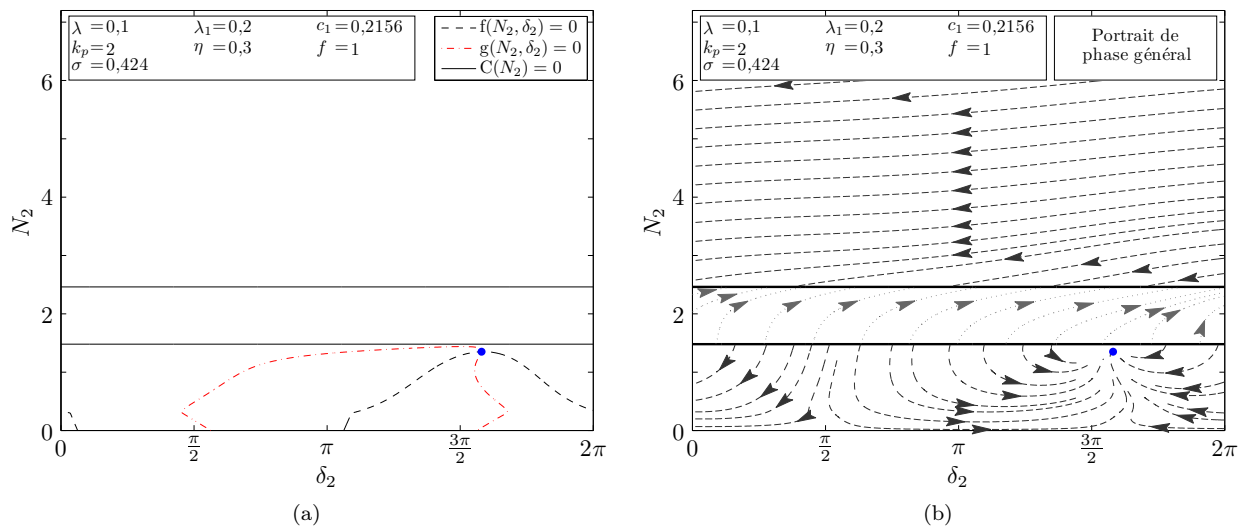 λ =0,1 λ₁=0,2 c₁=0,2156
kₚ=2 η =0,3 f =1
σ =0,424
f(N₂, δ₂) = 0
g(N₂, δ₂) = 0
C(N₂) = 0
6
4
2
0
N₂
0 π/2 π 3π/2 2π
δ₂
(a)
λ =0,1 λ₁=0,2 c₁=0,2156
kₚ=2 η =0,3 f =1
σ =0,424
Portrait de
phase général
6
4
2
0
N₂
0 π/2 π 3π/2 2π
δ₂
(b)